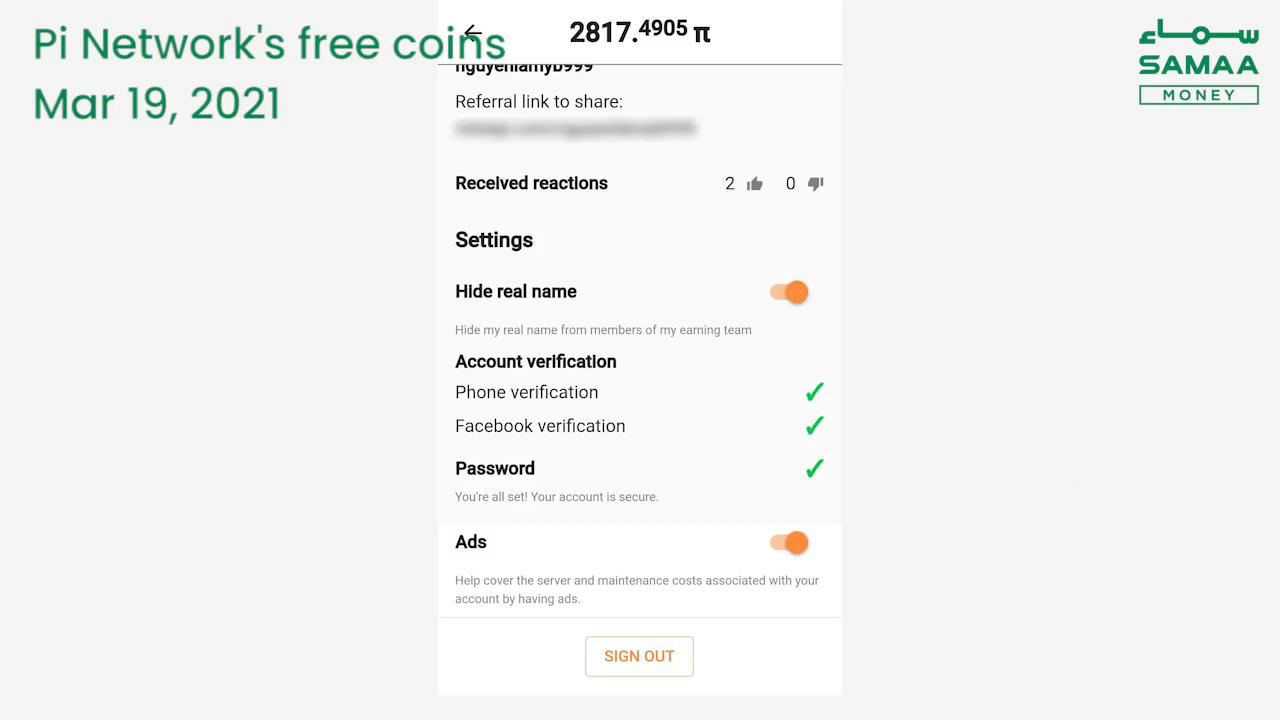 Pi Network's free coins
Mar 19, 2021
2817.4905 π
Referral link to share:
Received reactions 2 0
Settings
Hide real name
Hide my real name from members of my earning team
Account verification
Phone verification
Facebook verification
Password
You're all set! Your account is secure.
Ads
Help cover the server and maintenance costs associated with your
account by having ads.
SIGN OUT
سماء
SAMAA
MONEY